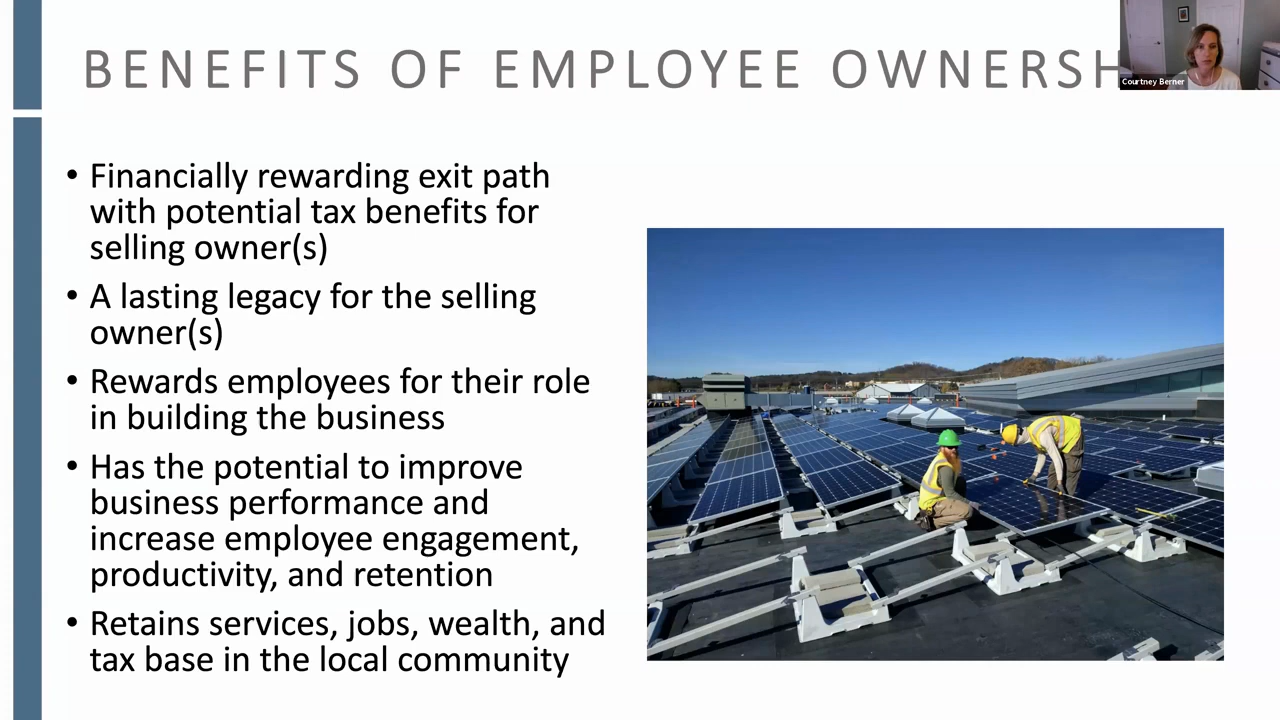 BENEFITS OF EMPLOYEE OWNERSH
Courtney Berner
• Financially rewarding exit path
with potential tax benefits for
selling owner(s)
• A lasting legacy for the selling
owner(s)
• Rewards employees for their role
in building the business
• Has the potential to improve
business performance and
increase employee engagement,
productivity, and retention
• Retains services, jobs, wealth, and
tax base in the local community